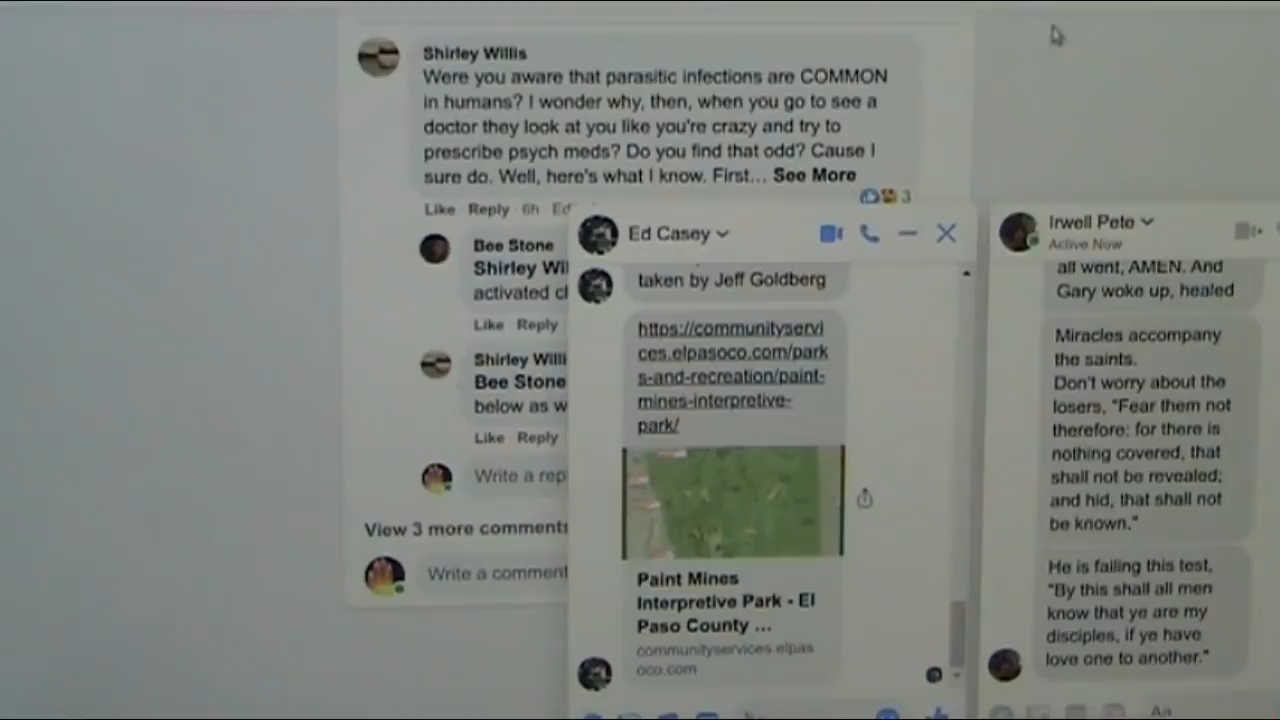 Shirley Willis
Were you aware that parasitic infections are COMMON
in humans? I wonder why, then, when you go to see a
doctor they look at you like you're crazy and try to
prescribe psych meds? Do you find that odd? Cause I
sure do. Well, here's what I know. First... See More
3
Like Reply 6h Ed
Bee Stone
Shirley Wil
activated cl
Like Reply
Shirley Willi
Bee Stone
below as w
Like Reply
Write a rep
View 3 more comments
Write a comment
Ed Casey
taken by Jeff Goldberg
https://communityservi
ces.elpasoco.com/park
s-and-recreation/paint-
mines-interpretive-
park/
Paint Mines
Interpretive Park - El
Paso County ...
communityservices.elpas
oco.com
Irwell Pete
Active Now
all went, AMEN. And
Gary woke up, healed
Miracles accompany
the saints.
Don't worry about the
losers, "Fear them not
therefore: for there is
nothing covered, that
shall not be revealed;
and hid, that shall not
be known."
He is failing this test,
"By this shall all men
know that ye are my
disciples, if ye have
love one to another."
Aa